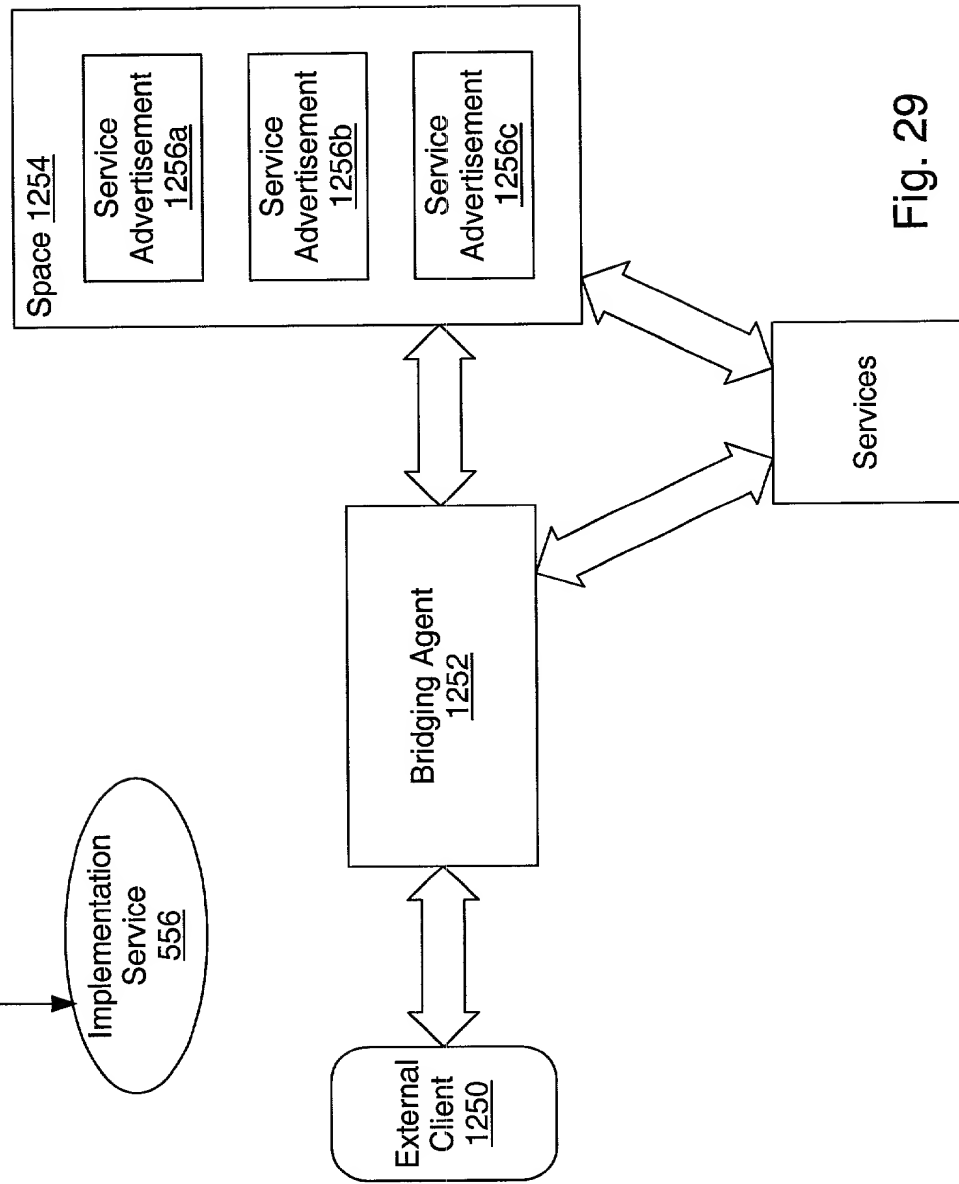 Implementation
Service
556
External
Client
1250
Bridging Agent
1252
Space 1254
Service
Advertisement
1256a
Service
Advertisement
1256b
Service
Advertisement
1256c
Services
Fig. 29